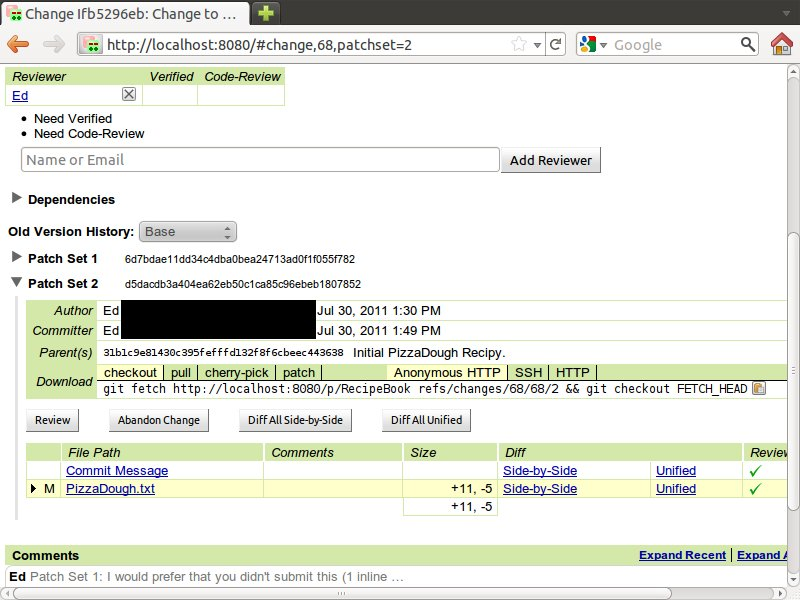 Change Ifb5296eb: Change to …
http://localhost:8080/#change,68,patchset=2
Google
Reviewer Verified Code-Review
Ed
Need Verified
Need Code-Review
Name or Email Add Reviewer
Dependencies
Old Version History: Base
Patch Set 1 6d7bdae11dd34c4dba0bea24713ad0f1f055f782
Patch Set 2 d5dacdb3a404ea62eb50c1ca85c96ebeb1807852
Author Ed Jul 30, 2011 1:30 PM
Committer Ed Jul 30, 2011 1:49 PM
Parent(s) 31b1c9e81430c395fefffd132f8f6cbeec443638 Initial PizzaDough Recipy.
Download checkout pull cherry-pick patch Anonymous HTTP SSH HTTP
git fetch http://localhost:8080/p/RecipeBook refs/changes/68/68/2 && git checkout FETCH_HEAD
Review Abandon Change Diff All Side-by-Side Diff All Unified
File Path Comments Size Diff Review
Commit Message Side-by-Side Unified
M PizzaDough.txt +11, -5 Side-by-Side Unified
+11, -5
Comments Expand Recent Expand A
Ed Patch Set 1: I would prefer that you didn't submit this (1 inline …